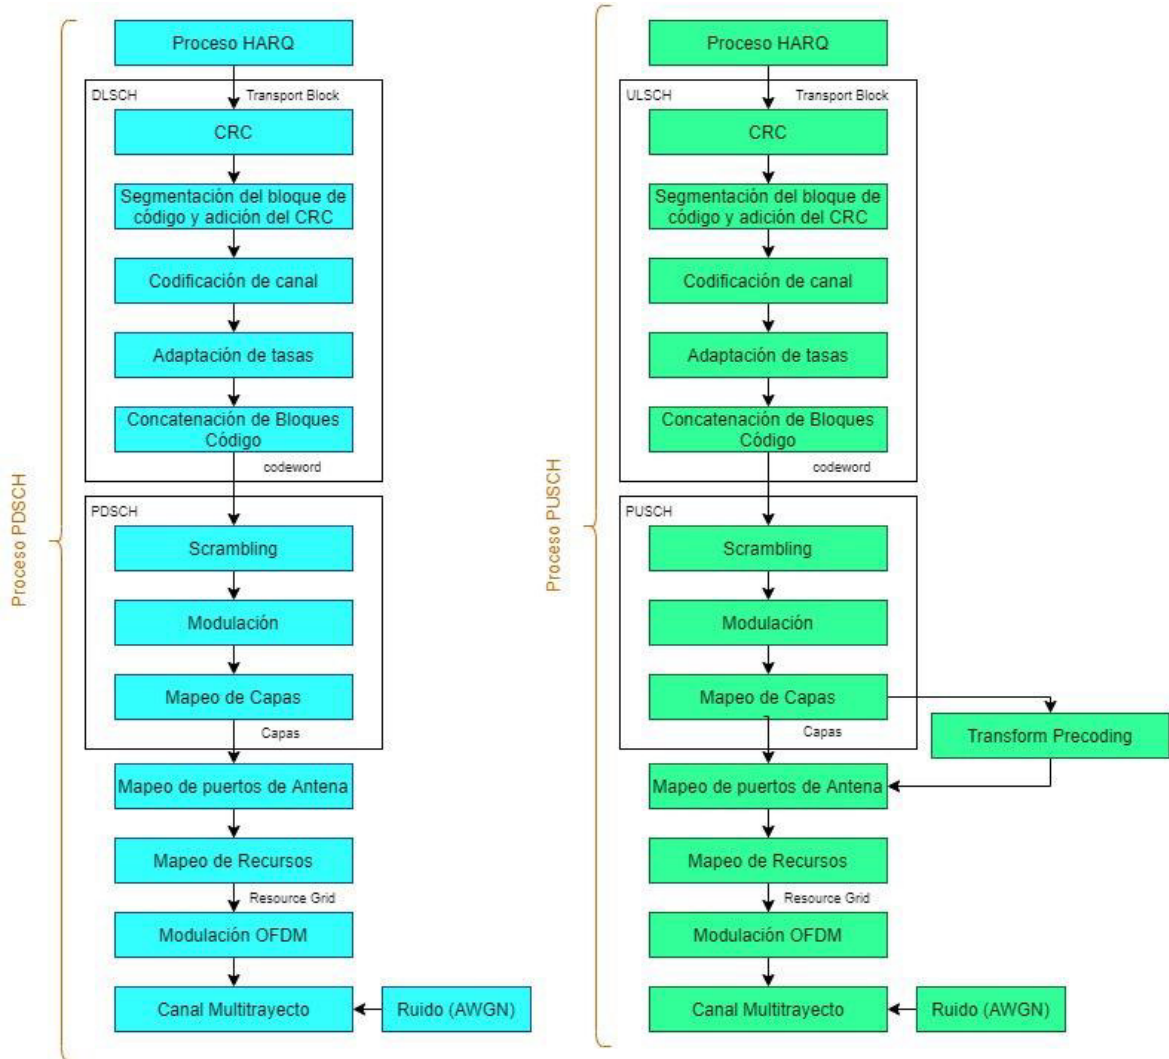 Proceso PDSCH
Proceso HARQ
DLSCH
Transport Block
CRC
Segmentación del bloque de
código y adición del CRC
Codificación de canal
Adaptación de tasas
Concatenación de Bloques
Código
codeword
PDSCH
Scrambling
Modulación
Mapeo de Capas
Capas
Mapeo de puertos de Antena
Mapeo de Recursos
Resource Grid
Modulación OFDM
Canal Multitrayecto
Ruido (AWGN)
Proceso PUSCH
Proceso HARQ
ULSCH
Transport Block
CRC
Segmentación del bloque de
código y adición del CRC
Codificación de canal
Adaptación de tasas
Concatenación de Bloques
Código
codeword
PUSCH
Scrambling
Modulación
Mapeo de Capas
Capas
Transform Precoding
Mapeo de puertos de Antena
Mapeo de Recursos
Resource Grid
Modulación OFDM
Canal Multitrayecto
Ruido (AWGN)